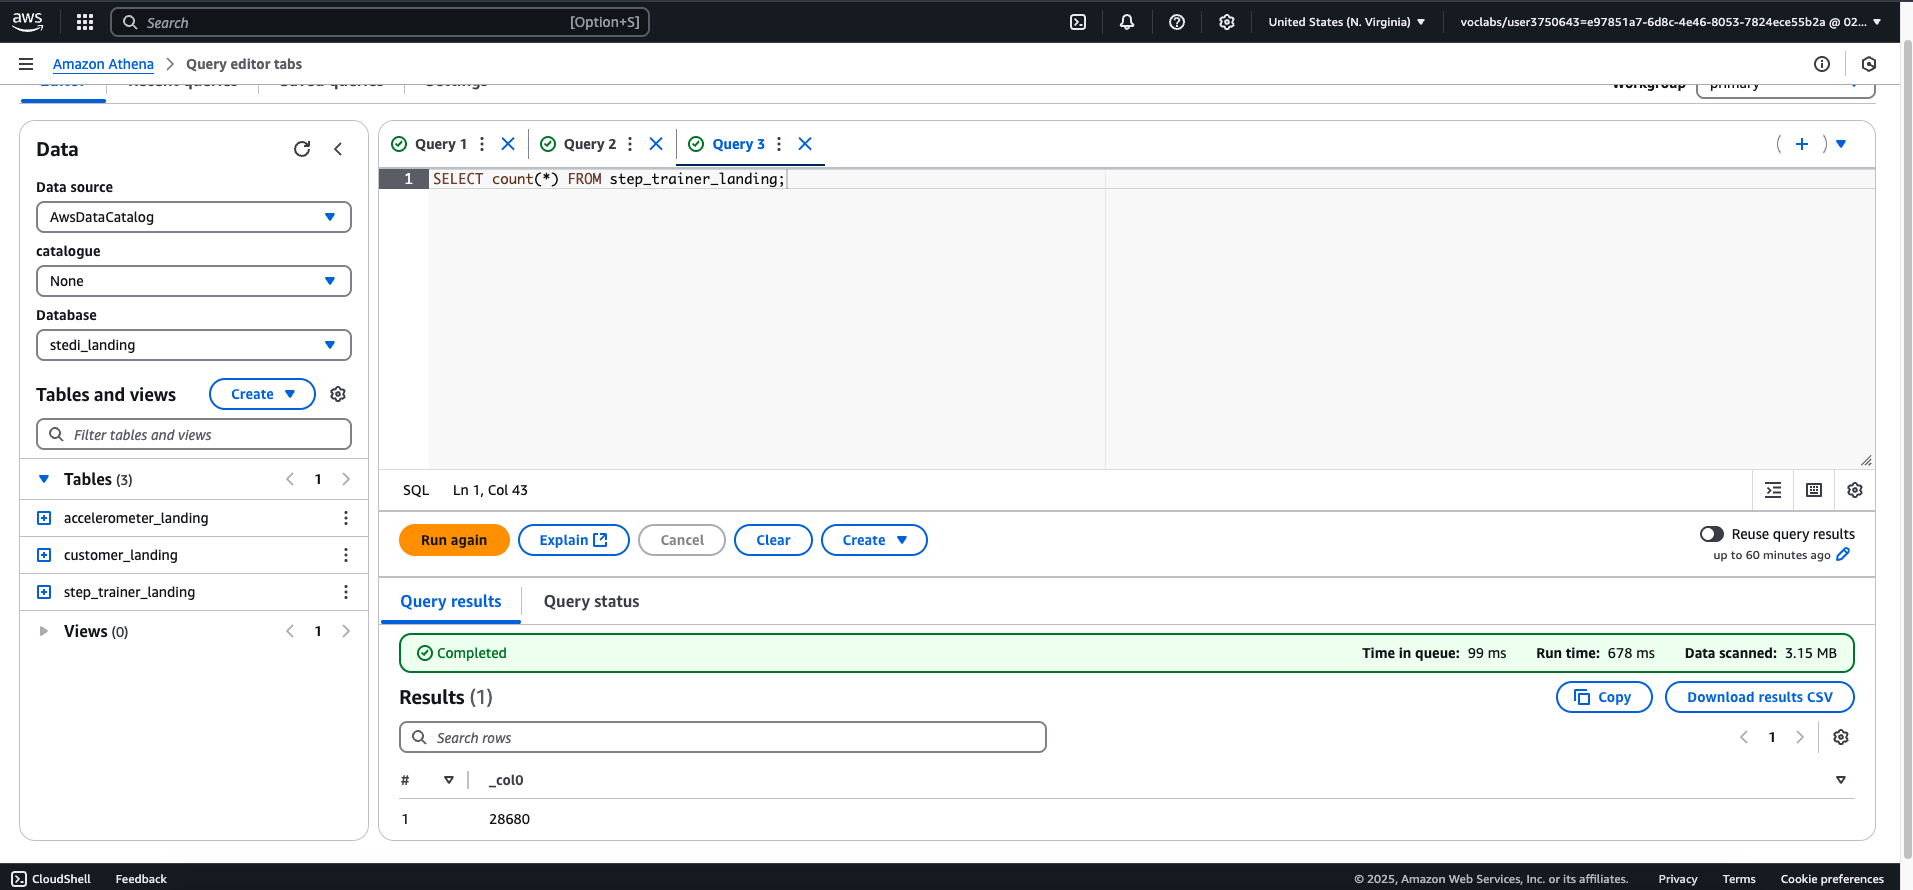 aws
Search
[Option+S]
United States (N. Virginia)
voclabs/user3750643=e97851a7-6d8c-4e46-8053-7824ece55b2a @ 02...
Amazon Athena
Query editor tabs
Editor
Recent queries
Saved queries
Settings
Workgroup
primary
Data
Data source
AwsDataCatalog
catalogue
None
Database
stedi_landing
Tables and views
Create
Filter tables and views
Tables (3)
1
accelerometer_landing
customer_landing
step_trainer_landing
Views (0)
1
Query 1
Query 2
Query 3
1 SELECT count(*) FROM step_trainer_landing;
SQL
Ln 1, Col 43
Run again
Explain
Cancel
Clear
Create
Reuse query results
up to 60 minutes ago
Query results
Query status
Completed
Time in queue: 99 ms
Run time: 678 ms
Data scanned: 3.15 MB
Results (1)
Copy
Download results CSV
Search rows
1
# _col0
1 28680
CloudShell
Feedback
© 2025, Amazon Web Services, Inc. or its affiliates.
Privacy
Terms
Cookie preferences